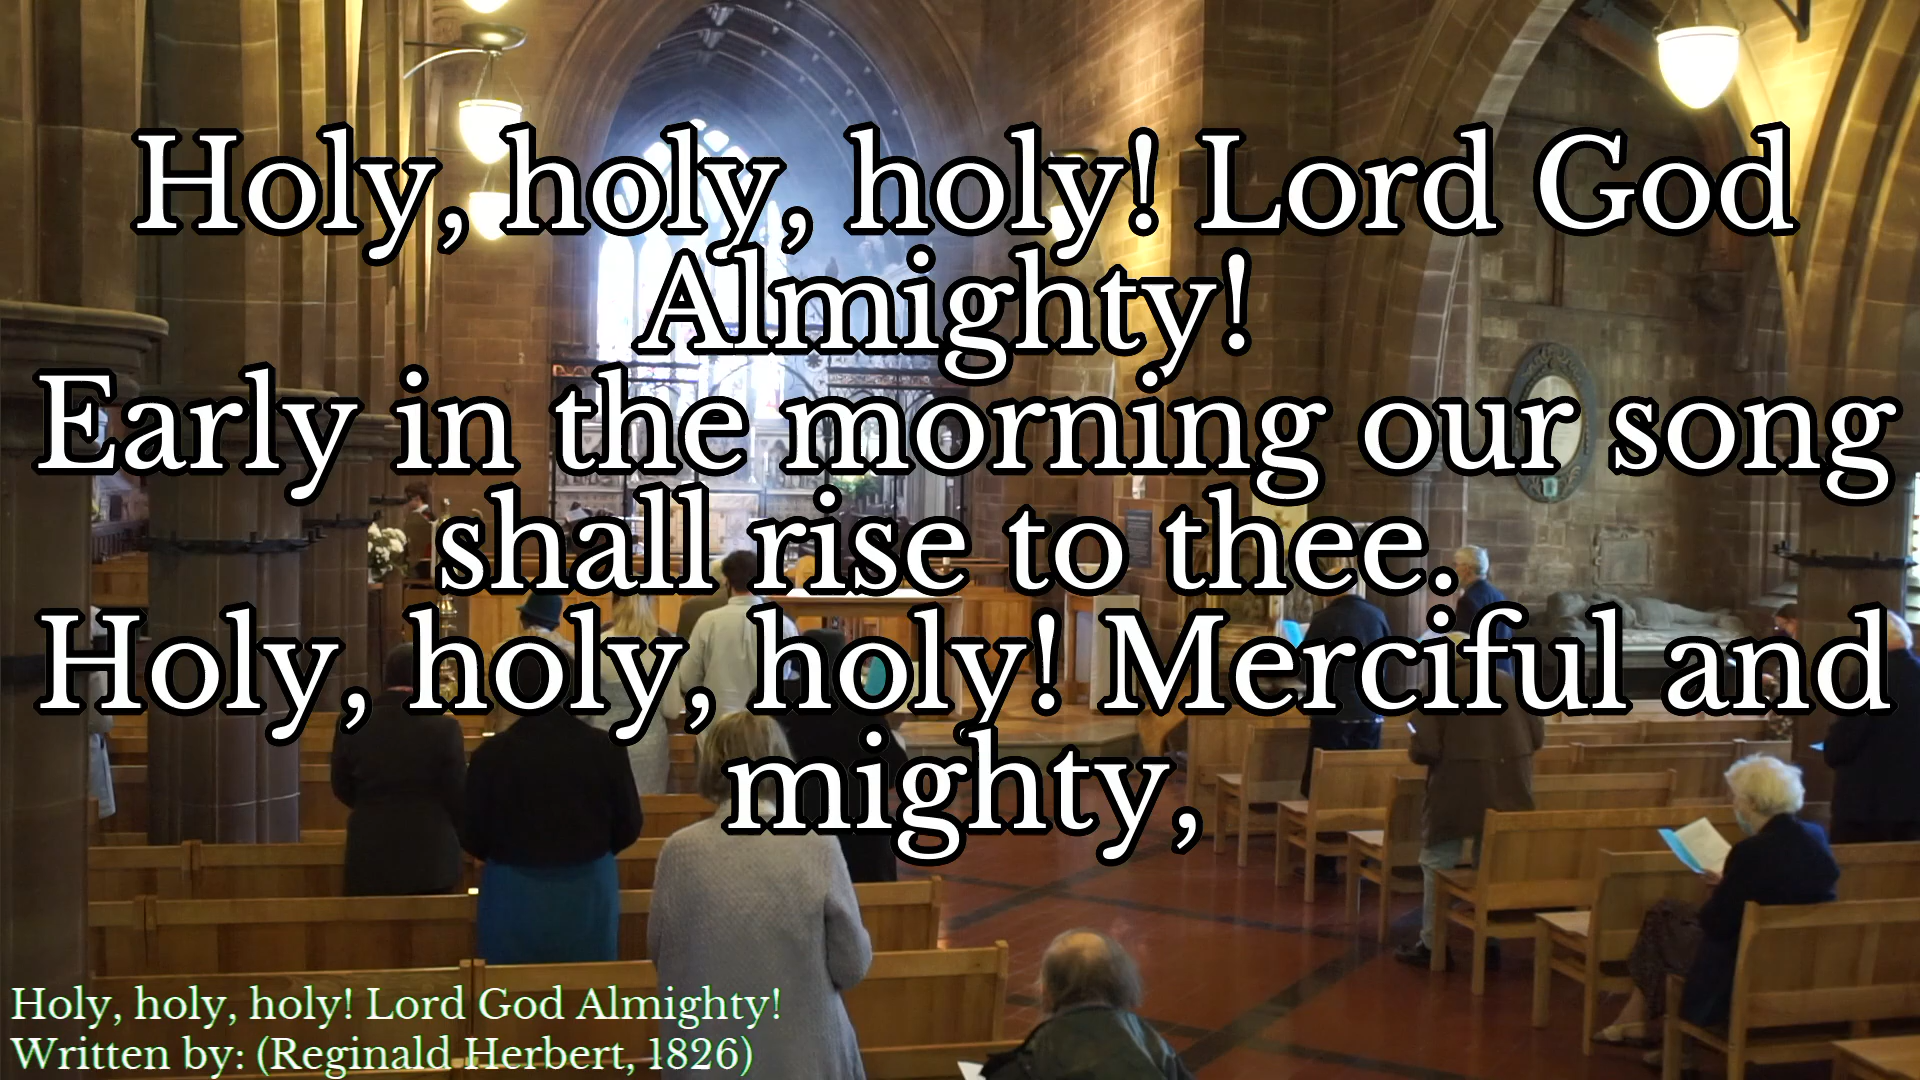 Holy, holy, holy! Lord God
Almighty!
Early in the morning our song
shall rise to thee.
Holy, holy, holy! Merciful and
mighty,
Holy, holy, holy! Lord God Almighty!
Written by: (Reginald Herbert, 1826)